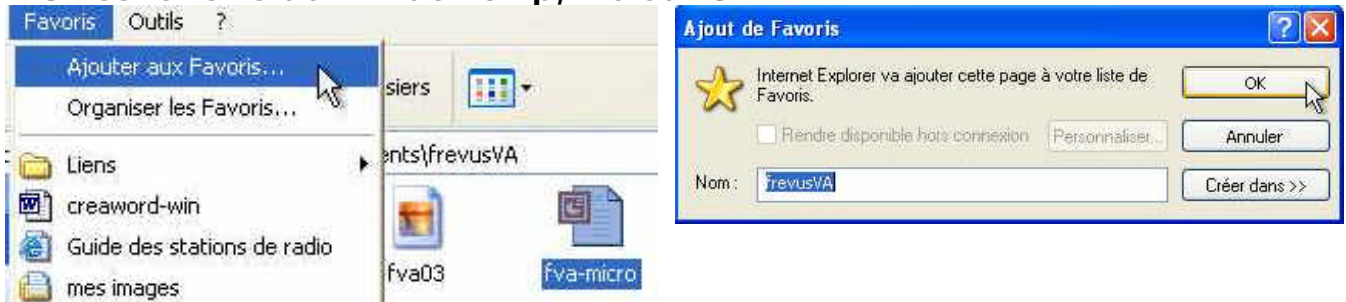 Favoris Outils ?
Ajouter aux Favoris...
Organiser les Favoris...
Liens
creaword-win
Guide des stations de radio
mes images
siers
ents\frevusVA
fva03
fva-micro
Ajout de Favoris
Internet Explorer va ajouter cette page à votre liste de
Favoris.
Rendre disponible hors connexion
Personnaliser...
Nom :
frevusVA
OK
Annuler
Créer dans >>